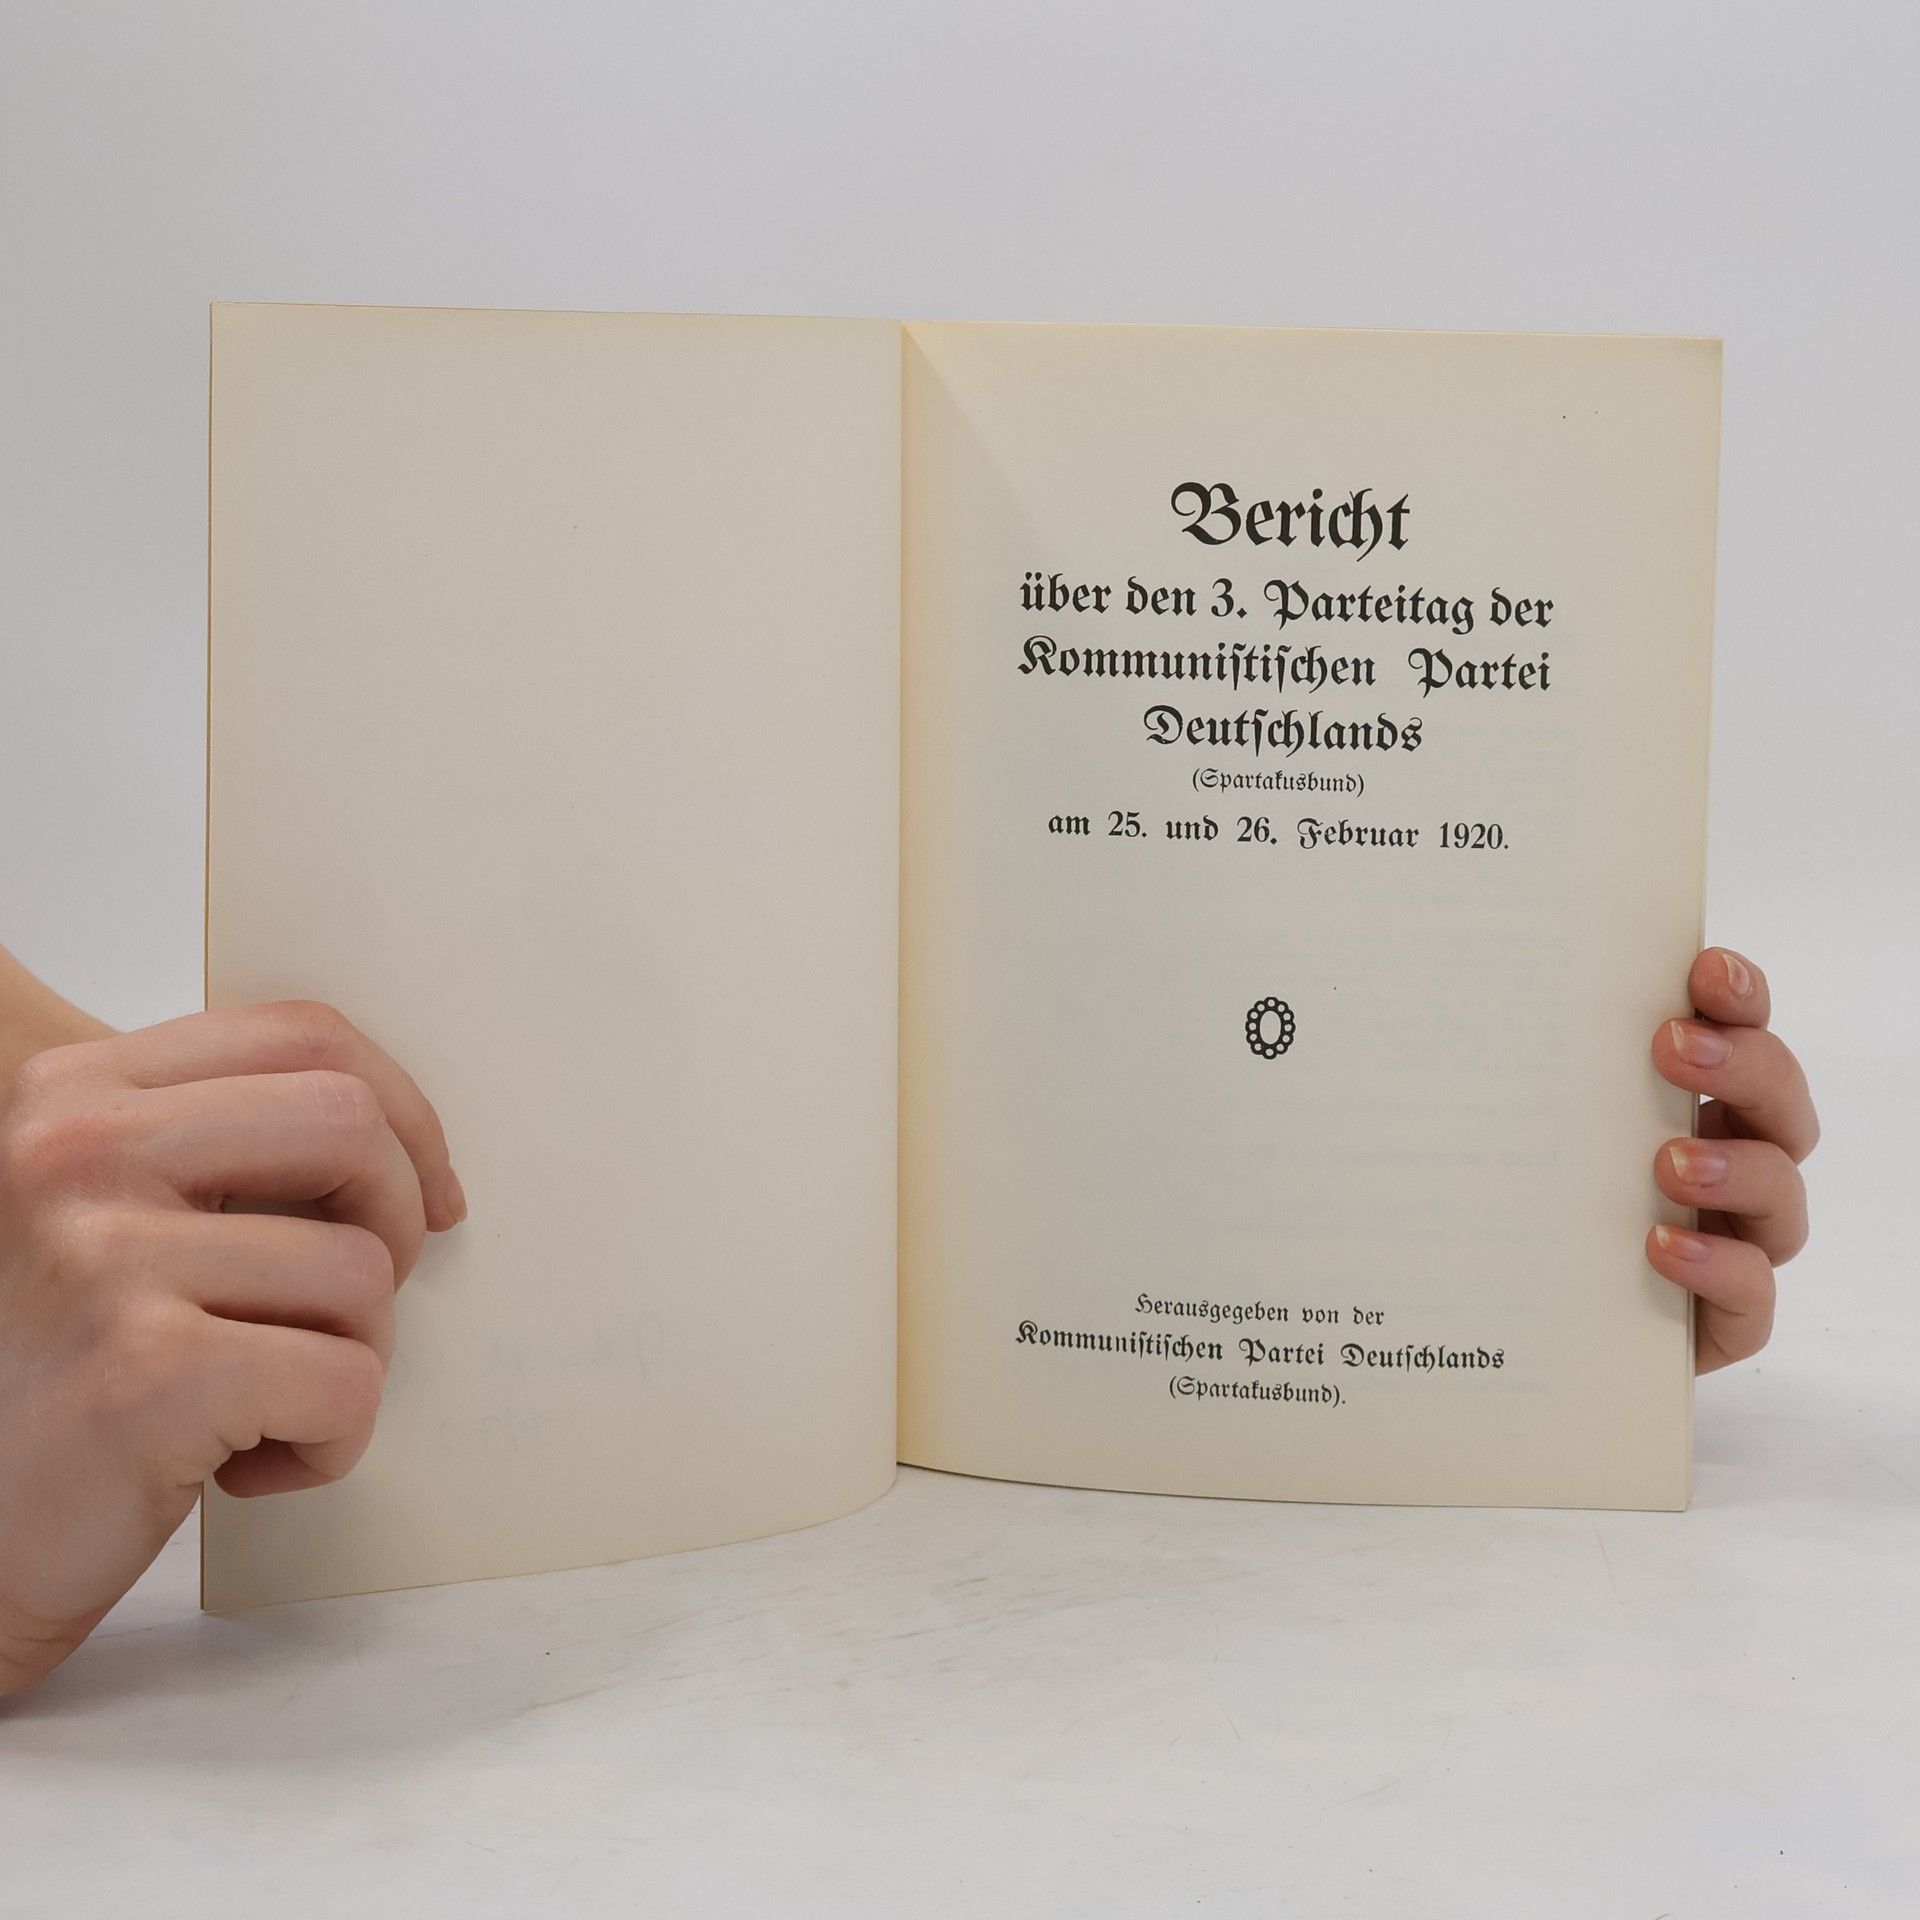 Bericht
über den 3. Parteitag der
Kommuniſtiſchen Partei
Deutſchlands
(Spartakusbund)
am 25. und 26. Februar 1920.
Herausgegeben von der
Kommuniſtiſchen Partei Deutſchlands
(Spartakusbund).